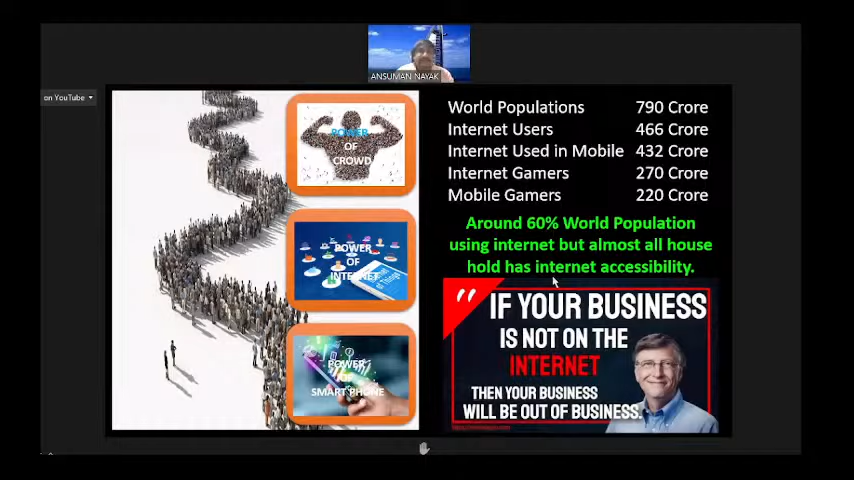 ANSUMAN NAYAK
on YouTube
POWER
OF
CROWD
POWER
OF
INTERNET
POWER
OF
SMART PHONE
World Populations 790 Crore
Internet Users 466 Crore
Internet Used in Mobile 432 Crore
Internet Gamers 270 Crore
Mobile Gamers 220 Crore
Around 60% World Population
using internet but almost all house
hold has internet accessibility.
IF YOUR BUSINESS
IS NOT ON THE
INTERNET
THEN YOUR BUSINESS
WILL BE OUT OF BUSINESS.